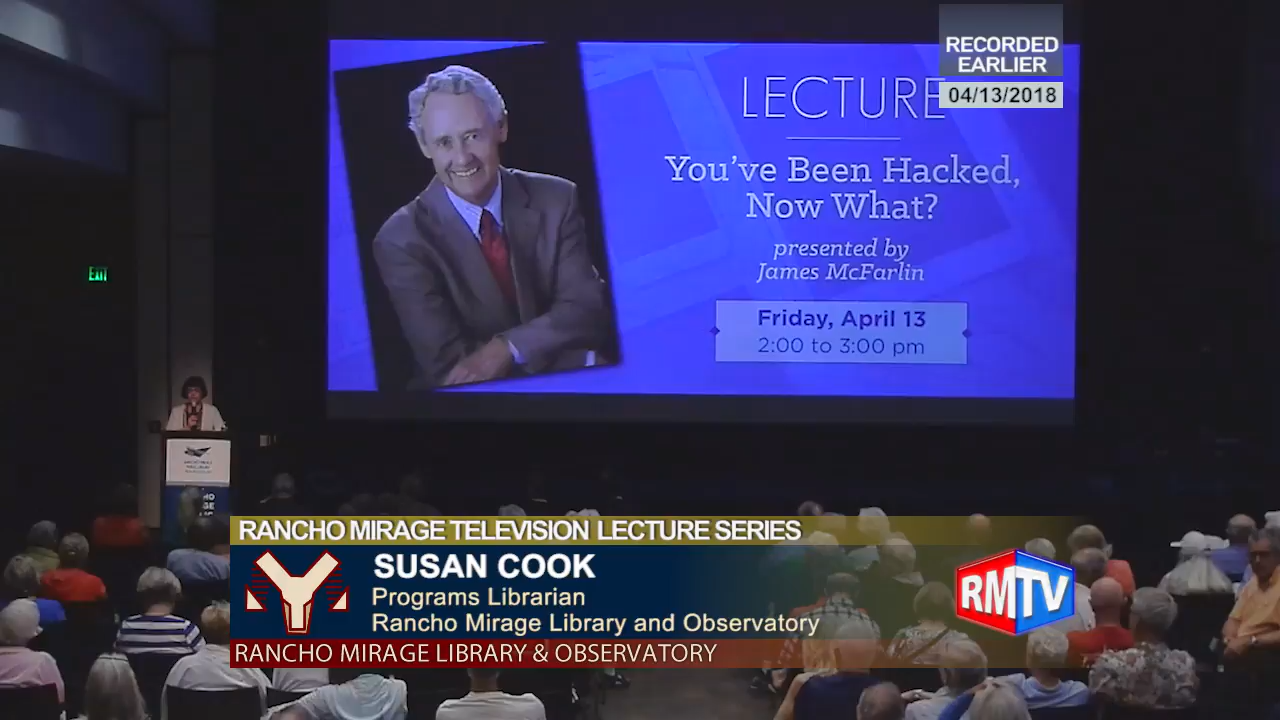 RECORDED
EARLIER
04/13/2018
LECTURE
You've Been Hacked,
Now What?
presented by
James McFarlin
Friday, April 13
2:00 to 3:00 pm
EXIT
RANCHO MIRAGE TELEVISION LECTURE SERIES
SUSAN COOK
Programs Librarian
Rancho Mirage Library and Observatory
RMTV
RANCHO MIRAGE LIBRARY & OBSERVATORY